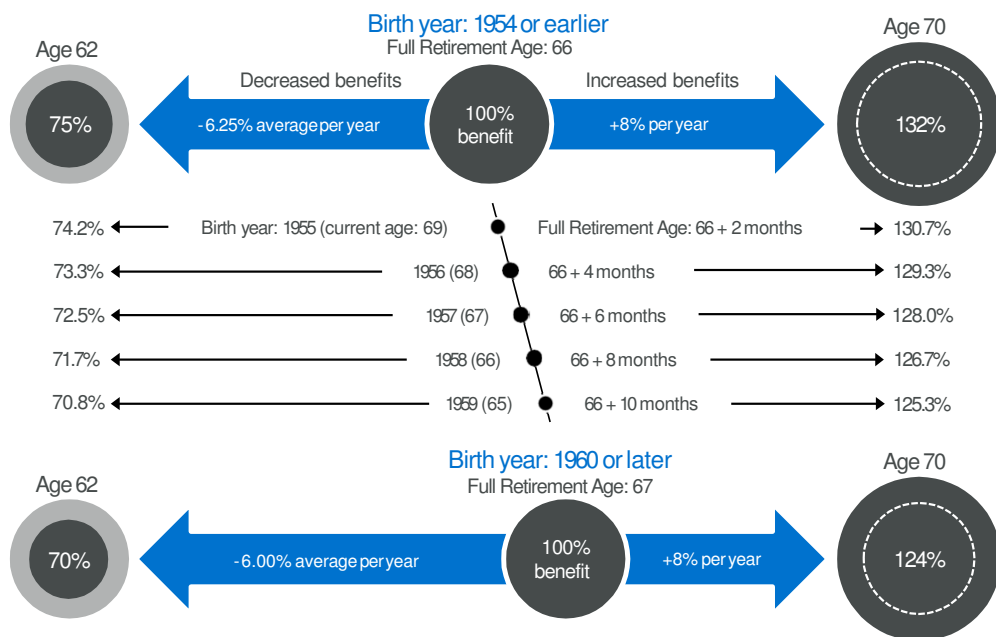 Birth year: 1954 or earlier
Full Retirement Age: 66
Age 62
Age 70
Decreased benefits
Increased benefits
75%
-6.25% average per year
100%
benefit
+8% per year
132%
74.2%
Birth year: 1955 (current age: 69)
Full Retirement Age: 66 + 2 months
130.7%
73.3%
1956 (68)
66 + 4 months
129.3%
72.5%
1957 (67)
66 + 6 months
128.0%
71.7%
1958 (66)
66 + 8 months
126.7%
70.8%
1959 (65)
66 + 10 months
125.3%
Birth year: 1960 or later
Full Retirement Age: 67
Age 62
Age 70
70%
-6.00% average per year
100%
benefit
+8% per year
124%